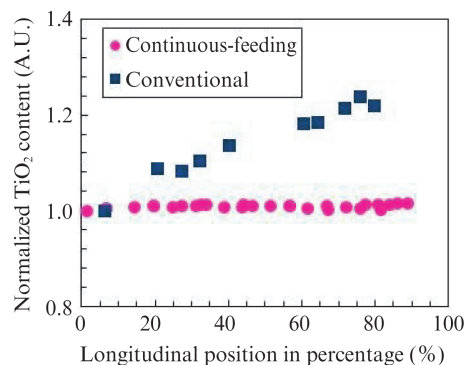 1.4
Continuous-feeding
Conventional
1.2
1.0
0.8
0 20 40 60 80 100
Normalized TiO₂ content (A.U.)
Longitudinal position in percentage (%)